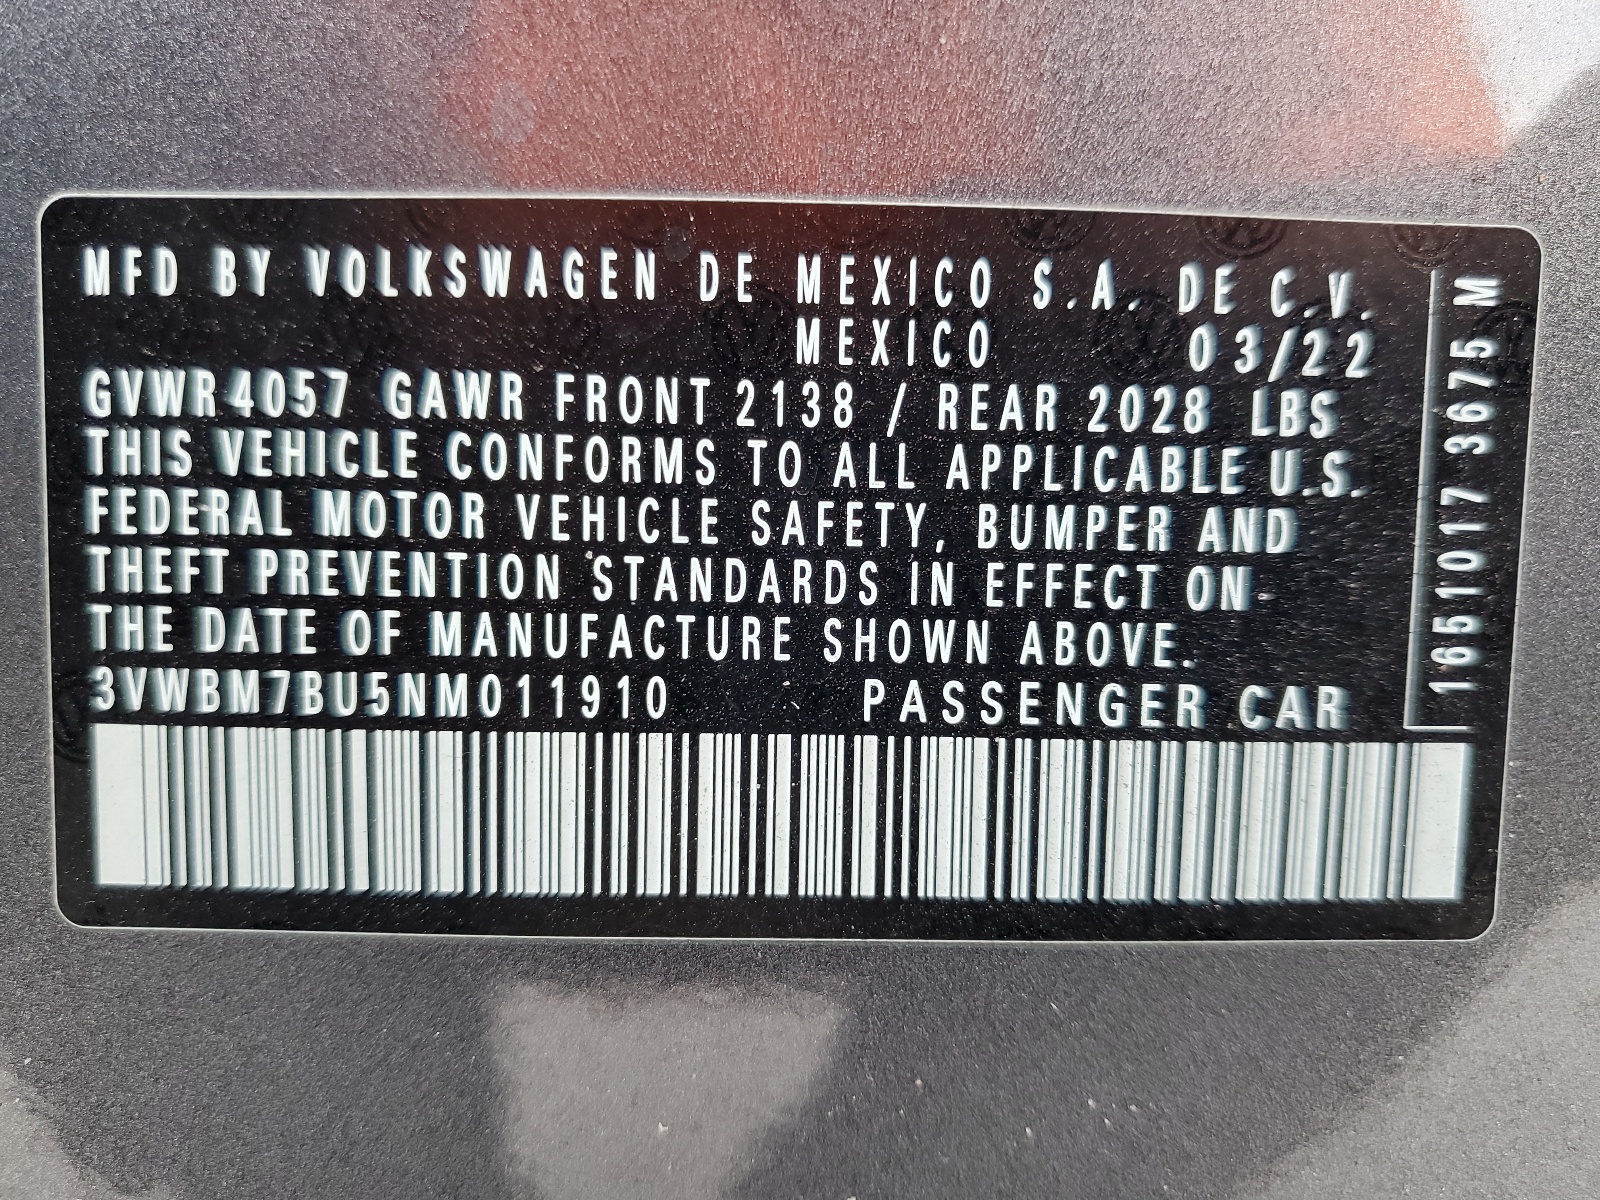 MFD BY VOLKSWAGEN DE MEXICO S.A. DE C.V.
MEXICO 03/22
GVWR 4057 GAWR FRONT 2138 / REAR 2028 LBS
THIS VEHICLE CONFORMS TO ALL APPLICABLE U.S.
FEDERAL MOTOR VEHICLE SAFETY, BUMPER AND
THEFT PREVENTION STANDARDS IN EFFECT ON
THE DATE OF MANUFACTURE SHOWN ABOVE.
3VWBM7BU5NM011910 PASSENGER CAR
1651017 3675 M